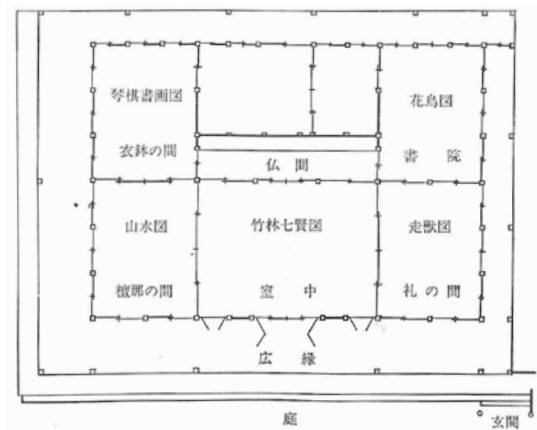 琴棋書画図
衣鉢の間
花鳥図
書院
仏間
山水図
檀那の間
竹林七賢図
室中
走獣図
礼の間
広縁
庭
玄関